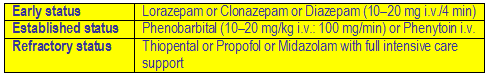 Early status Lorazepam or Clonazepam or Diazepam (10–20 mg i.v./4 min)
Established status Phenobarbital (10–20 mg/kg i.v.: 100 mg/min) or Phenytoin i.v.
Refractory status Thiopental or Propofol or Midazolam with full intensive care
support